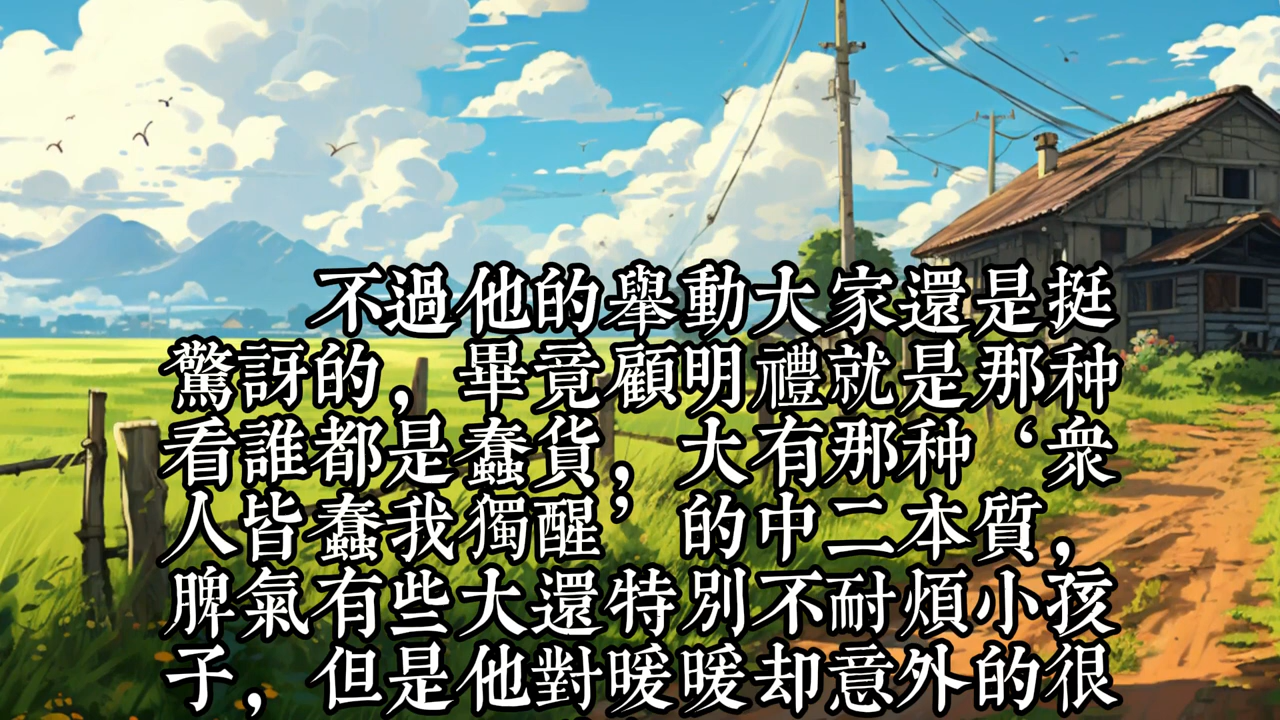 不過他的舉動大家還是挺
驚訝的，畢竟顧明禮就是那种
看誰都是蠢貨，大有那种‘衆
人皆蠢我獨醒’的中二本質，
脾氣有些大還特別不耐煩小孩
子，但是他對暖暖却意外的很